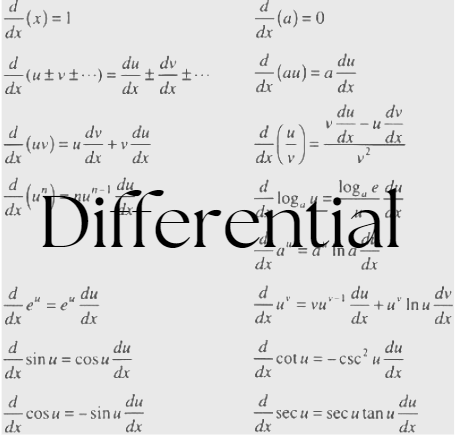 d/dx (x) = 1
d/dx (a) = 0
d/dx (u ± v ± ···) = du/dx ± dv/dx ± ···
d/dx (au) = a du/dx
d/dx (uv) = u dv/dx + v du/dx
d/dx (u/v) = (v du/dx − u dv/dx) / v²
d/dx (uⁿ) = nuⁿ⁻¹ du/dx
d/dx logₐ u = (logₐ e)/u du/dx
Differential
d/dx aᵘ = aᵘ ln a du/dx
d/dx eᵘ = eᵘ du/dx
d/dx uᵛ = vuᵛ⁻¹ du/dx + uᵛ ln u dv/dx
d/dx sin u = cos u du/dx
d/dx cot u = −csc² u du/dx
d/dx cos u = −sin u du/dx
d/dx sec u = sec u tan u du/dx